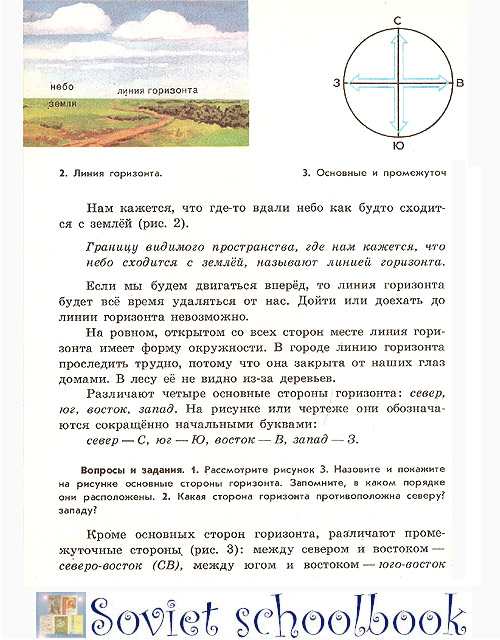 С
небо
линия горизонта
З
В
земля
Ю
2. Линия горизонта.
3. Основные и промежуточ
Нам кажется, что где-то вдали небо как будто сходит-
ся с землёй (рис. 2).
Границу видимого пространства, где нам кажется, что
небо сходится с землёй, называют линией горизонта.
Если мы будем двигаться вперёд, то линия горизонта
будет всё время удаляться от нас. Дойти или доехать до
линии горизонта невозможно.
На ровном, открытом со всех сторон месте линия гори-
зонта имеет форму окружности. В городе линию горизонта
проследить трудно, потому что она закрыта от наших глаз
домами. В лесу её не видно из-за деревьев.
Различают четыре основные стороны горизонта: север,
юг, восток, запад. На рисунке или чертеже они обознача-
ются сокращённо начальными буквами:
север — С, юг — Ю, восток — В, запад — З.
Вопросы и задания. 1. Рассмотрите рисунок 3. Назовите и покажите
на рисунке основные стороны горизонта. Запомните, в каком порядке
они расположены. 2. Какая сторона горизонта противоположна северу?
западу?
Кроме основных сторон горизонта, различают проме-
жуточные стороны (рис. 3): между севером и востоком —
северо-восток (СВ), между югом и востоком — юго-восток
Soviet schoolbook